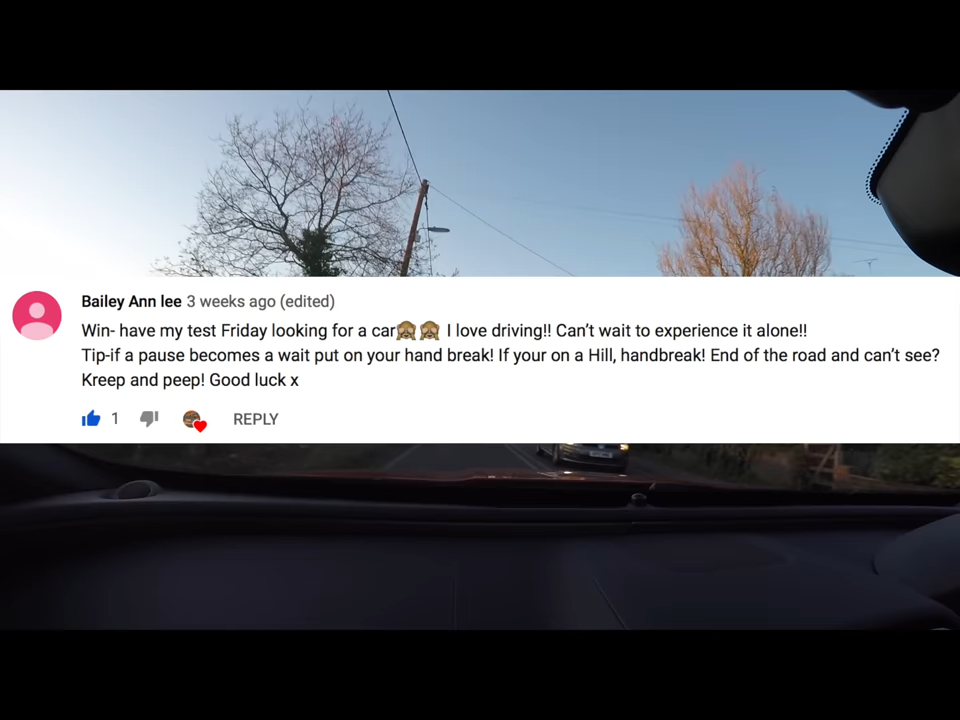 Bailey Ann lee 3 weeks ago (edited)
Win- have my test Friday looking for a car🙈🙈 I love driving!! Can’t wait to experience it alone!!
Tip-if a pause becomes a wait put on your hand break! If your on a Hill, handbreak! End of the road and can’t see?
Kreep and peep! Good luck x
1 REPLY